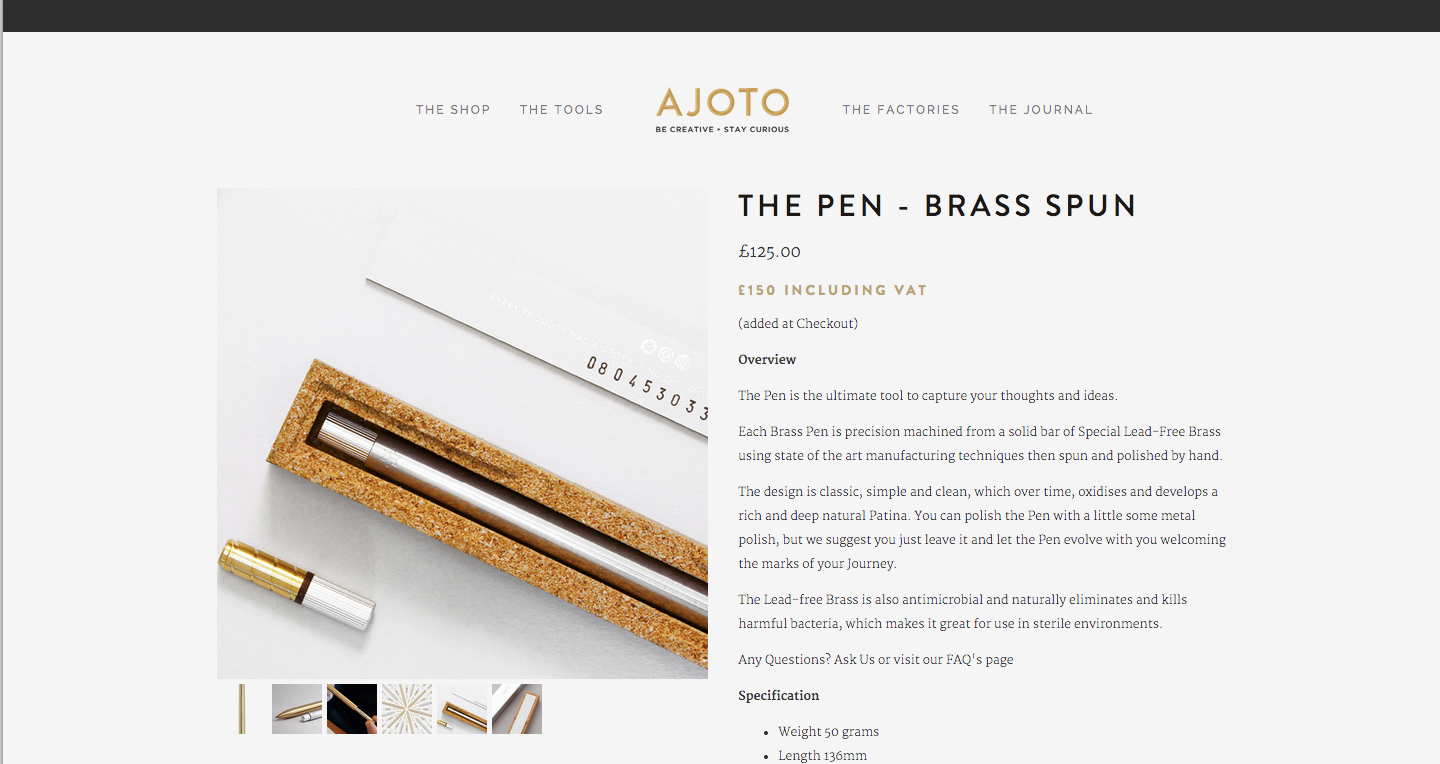 THE SHOP
THE TOOLS
AJOTO
BE CREATIVE + STAY CURIOUS
THE FACTORIES
THE JOURNAL
EVERY PRODUCT HAS A STORY
080453033
THE PEN - BRASS SPUN
£125.00
£150 INCLUDING VAT
(added at Checkout)
Overview
The Pen is the ultimate tool to capture your thoughts and ideas.
Each Brass Pen is precision machined from a solid bar of Special Lead-Free Brass
using state of the art manufacturing techniques then spun and polished by hand.
The design is classic, simple and clean, which over time, oxidises and develops a
rich and deep natural Patina. You can polish the Pen with a little some metal
polish, but we suggest you just leave it and let the Pen evolve with you welcoming
the marks of your Journey.
The Lead-free Brass is also antimicrobial and naturally eliminates and kills
harmful bacteria, which makes it great for use in sterile environments.
Any Questions? Ask Us or visit our FAQ's page
Specification
• Weight 50 grams
• Length 136mm